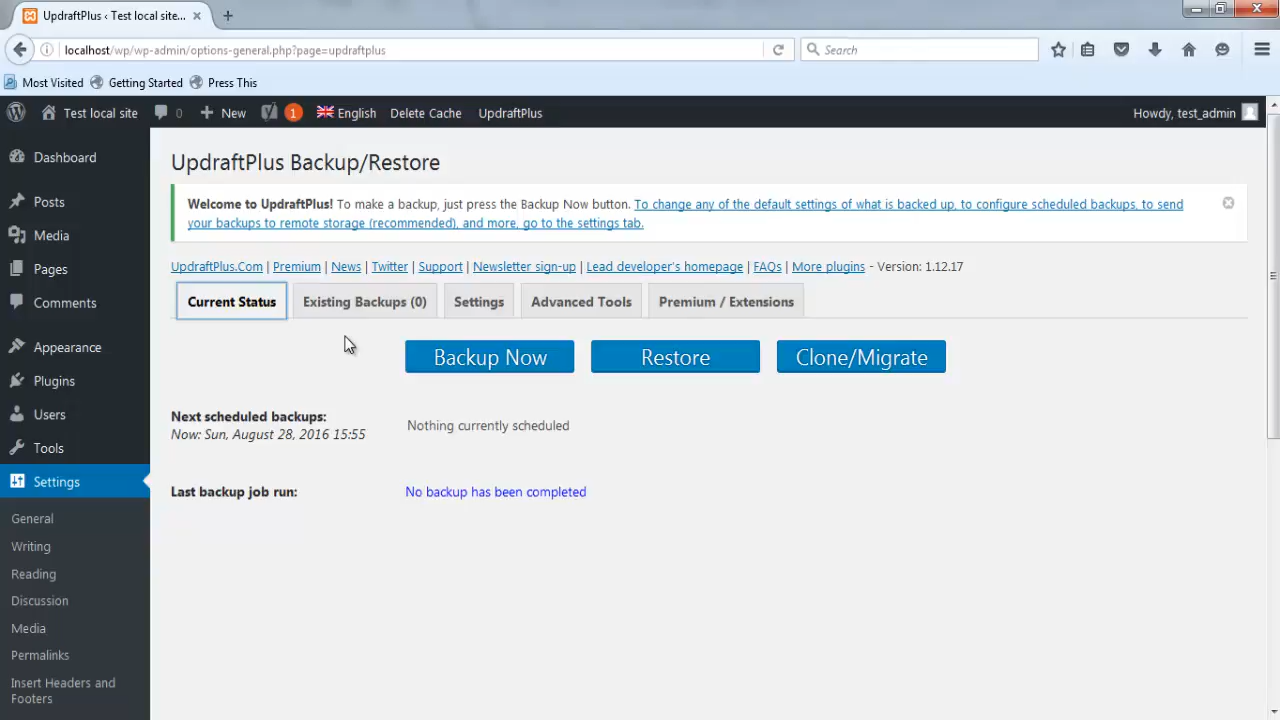 UpdraftPlus ‹ Test local site...
localhost/wp/wp-admin/options-general.php?page=updraftplus
Search
Most Visited Getting Started Press This
Test local site 0 New 1 English Delete Cache UpdraftPlus Howdy, test_admin
Dashboard
Posts
Media
Pages
Comments
Appearance
Plugins
Users
Tools
Settings
General
Writing
Reading
Discussion
Media
Permalinks
Insert Headers and
Footers
UpdraftPlus Backup/Restore
Welcome to UpdraftPlus! To make a backup, just press the Backup Now button. To change any of the default settings of what is backed up, to configure scheduled backups, to send
your backups to remote storage (recommended), and more, go to the settings tab.
UpdraftPlus.Com | Premium | News | Twitter | Support | Newsletter sign-up | Lead developer's homepage | FAQs | More plugins - Version: 1.12.17
Current Status Existing Backups (0) Settings Advanced Tools Premium / Extensions
Backup Now Restore Clone/Migrate
Next scheduled backups:
Now: Sun, August 28, 2016 15:55
Nothing currently scheduled
Last backup job run: No backup has been completed